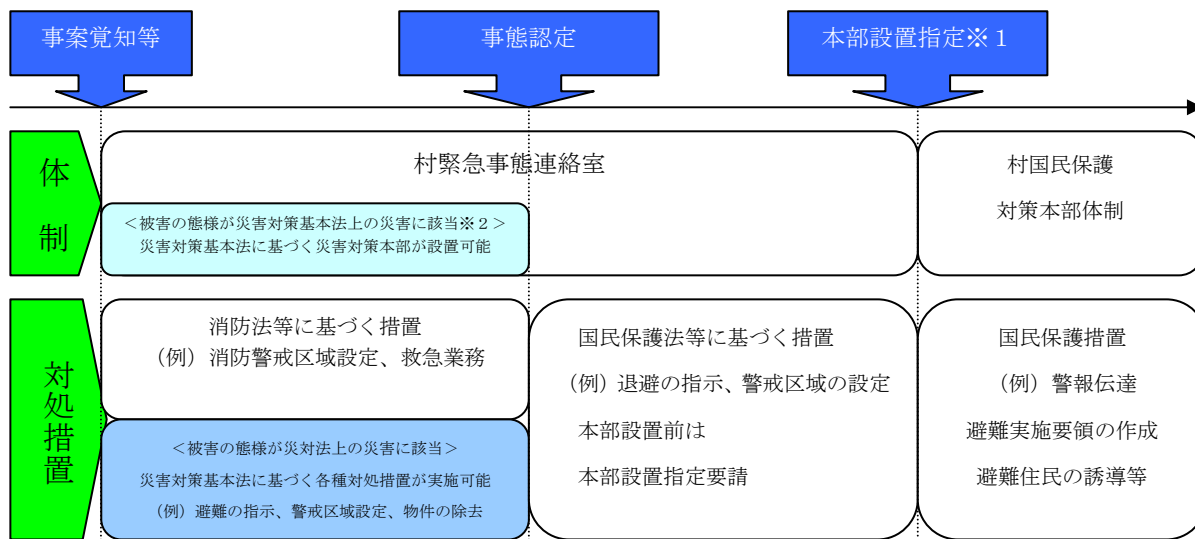 事案覚知等
事態認定
本部設置指定※１
体制
村緊急事態連絡室
＜被害の態様が災害対策基本法上の災害に該当※２＞
災害対策基本法に基づく災害対策本部が設置可能
村国民保護
対策本部体制
対処措置
消防法等に基づく措置
（例）消防警戒区域設定、救急業務
＜被害の態様が災対法上の災害に該当＞
災害対策基本法に基づく各種対処措置が実施可能
（例）避難の指示、警戒区域設定、物件の除去
国民保護法等に基づく措置
（例）退避の指示、警戒区域の設定
本部設置前は
本部設置指定要請
国民保護措置
（例）警報伝達
避難実施要領の作成
避難住民の誘導等